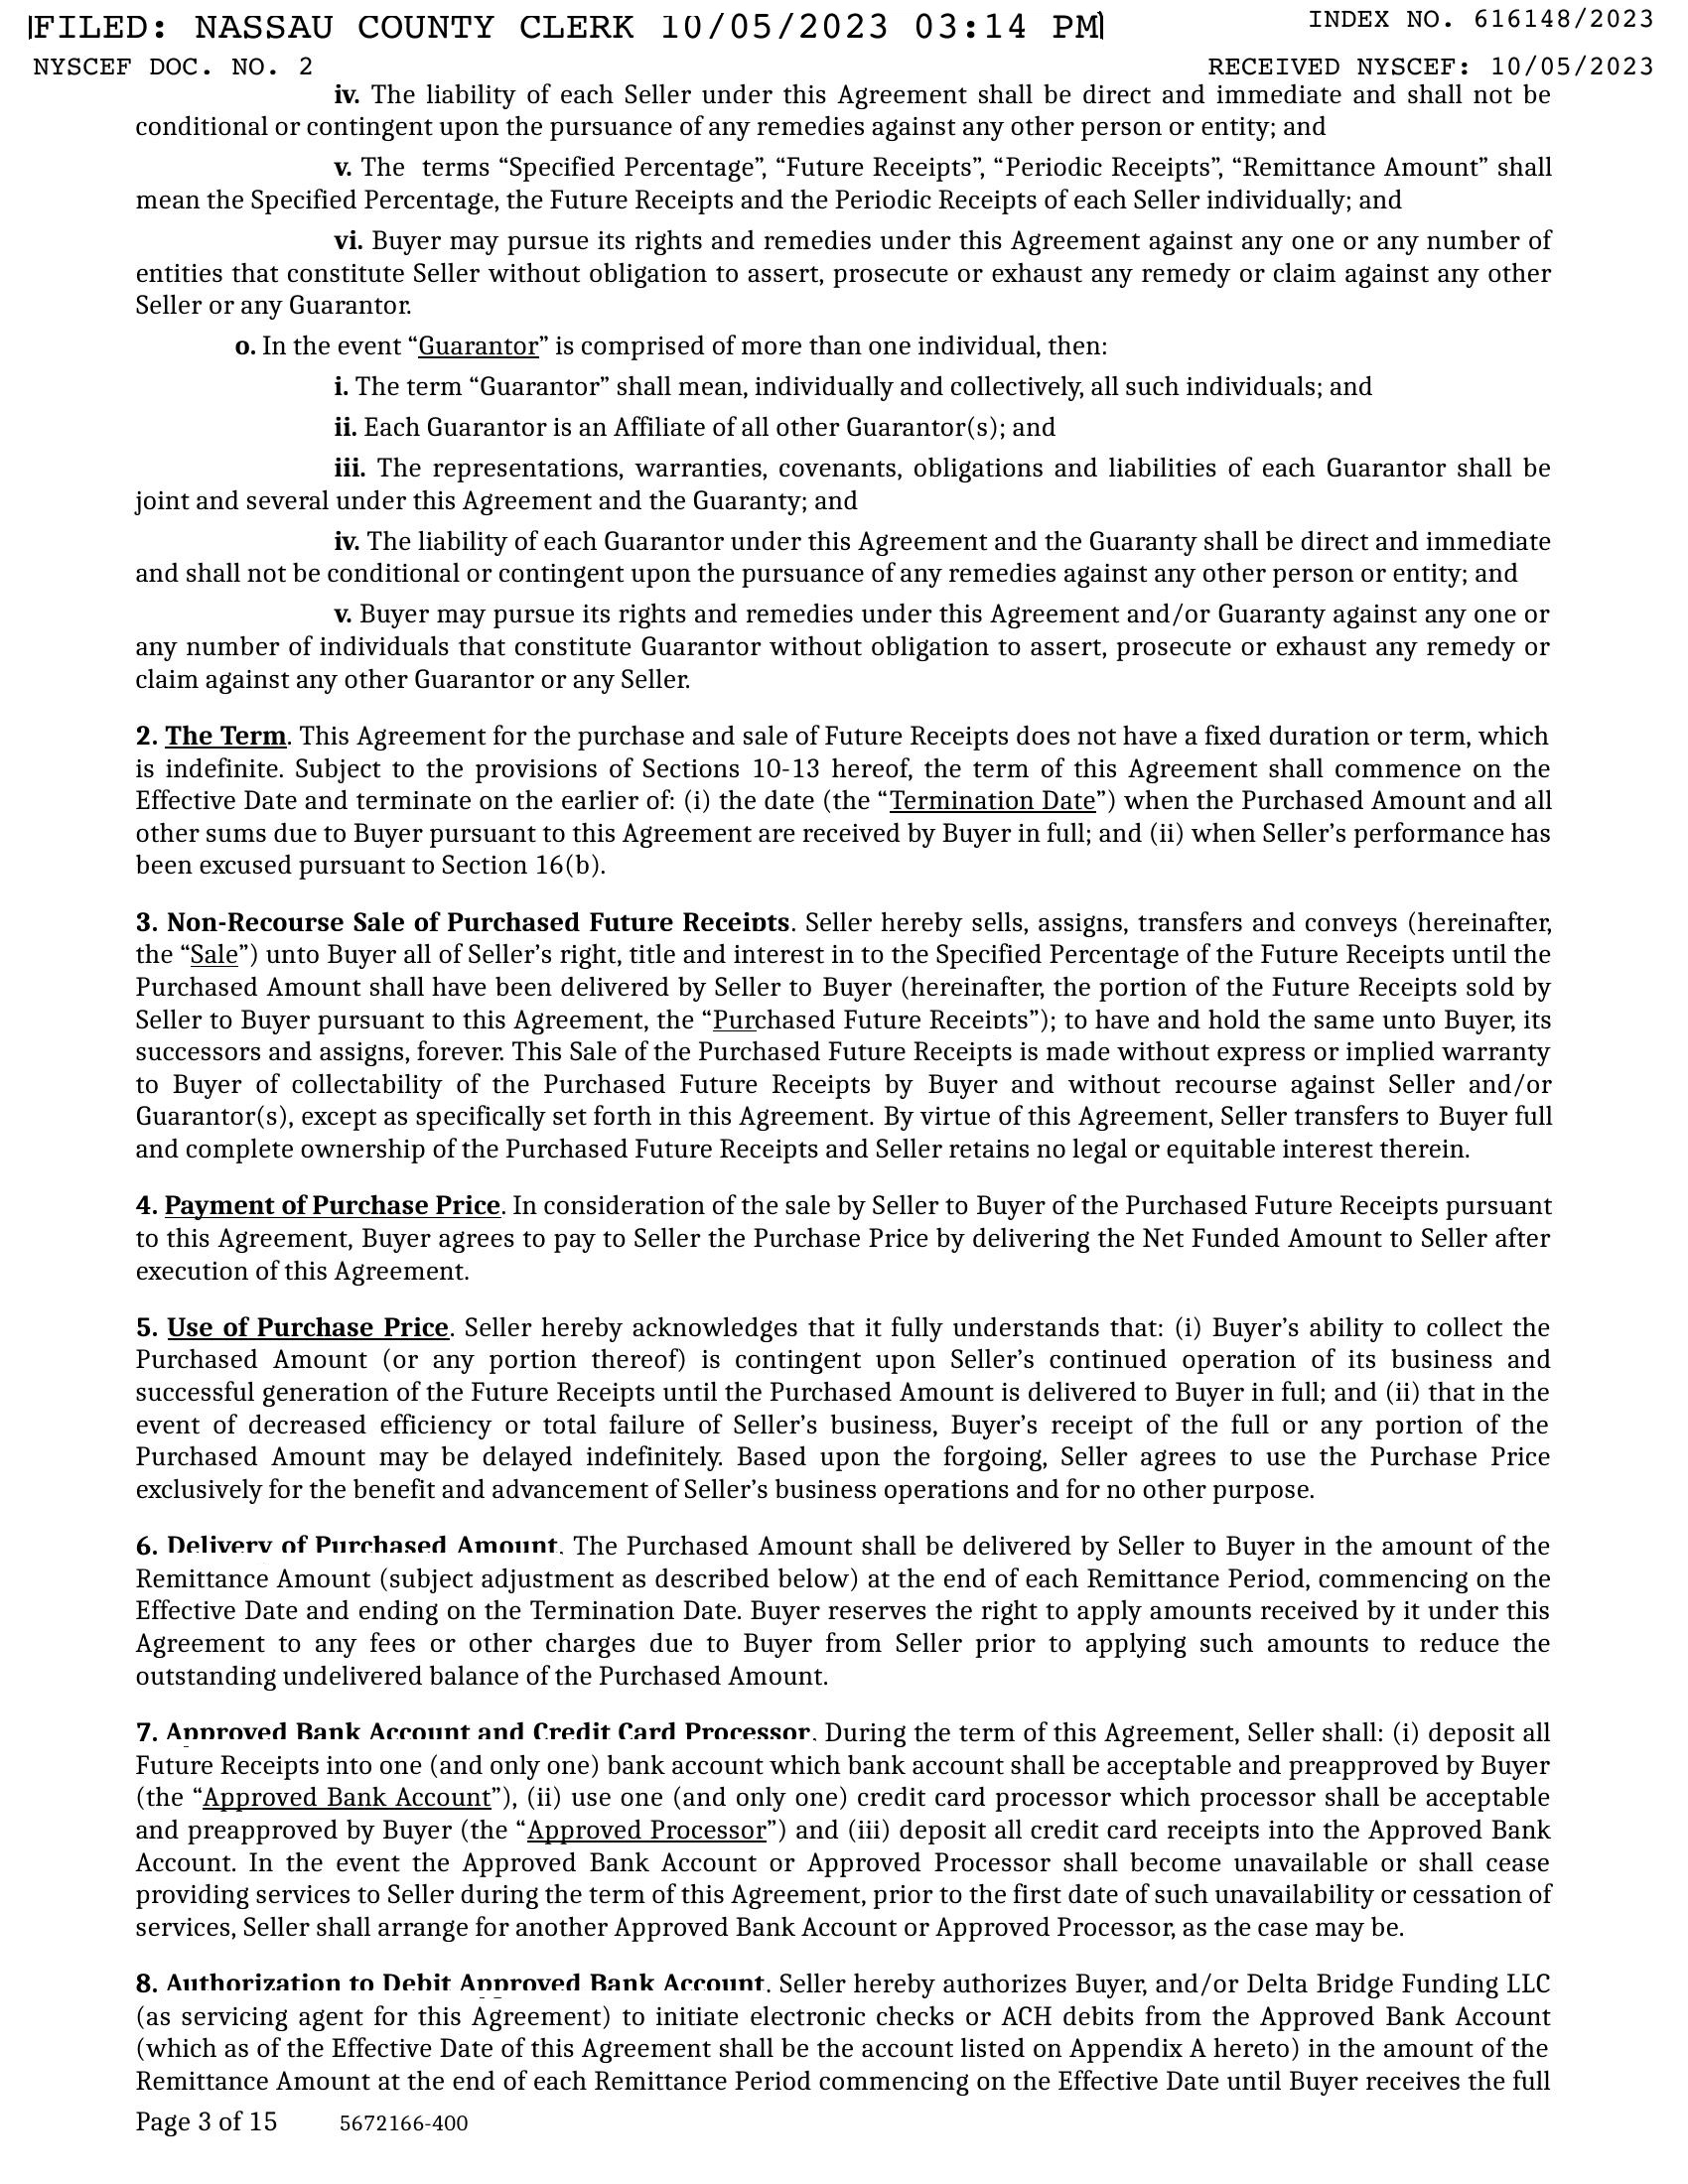 FILED: NASSAU COUNTY CLERK 10/05/2023 03:14 PM
INDEX NO. 616148/2023
NYSCEF DOC. NO. 2
RECEIVED NYSCEF: 10/05/2023
iv. The liability of each Seller under this Agreement shall be direct and immediate and shall not be
conditional or contingent upon the pursuance of any remedies against any other person or entity; and
v. The terms “Specified Percentage”, “Future Receipts”, “Periodic Receipts”, “Remittance Amount” shall
mean the Specified Percentage, the Future Receipts and the Periodic Receipts of each Seller individually; and
vi. Buyer may pursue its rights and remedies under this Agreement against any one or any number of
entities that constitute Seller without obligation to assert, prosecute or exhaust any remedy or claim against any other
Seller or any Guarantor.
o. In the event “Guarantor” is comprised of more than one individual, then:
i. The term “Guarantor” shall mean, individually and collectively, all such individuals; and
ii. Each Guarantor is an Affiliate of all other Guarantor(s); and
iii. The representations, warranties, covenants, obligations and liabilities of each Guarantor shall be
joint and several under this Agreement and the Guaranty; and
iv. The liability of each Guarantor under this Agreement and the Guaranty shall be direct and immediate
and shall not be conditional or contingent upon the pursuance of any remedies against any other person or entity; and
v. Buyer may pursue its rights and remedies under this Agreement and/or Guaranty against any one or
any number of individuals that constitute Guarantor without obligation to assert, prosecute or exhaust any remedy or
claim against any other Guarantor or any Seller.
2. The Term. This Agreement for the purchase and sale of Future Receipts does not have a fixed duration or term, which
is indefinite. Subject to the provisions of Sections 10-13 hereof, the term of this Agreement shall commence on the
Effective Date and terminate on the earlier of: (i) the date (the “Termination Date”) when the Purchased Amount and all
other sums due to Buyer pursuant to this Agreement are received by Buyer in full; and (ii) when Seller’s performance has
been excused pursuant to Section 16(b).
3. Non-Recourse Sale of Purchased Future Receipts. Seller hereby sells, assigns, transfers and conveys (hereinafter,
the “Sale”) unto Buyer all of Seller’s right, title and interest in to the Specified Percentage of the Future Receipts until the
Purchased Amount shall have been delivered by Seller to Buyer (hereinafter, the portion of the Future Receipts sold by
Seller to Buyer pursuant to this Agreement, the “Purchased Future Receipts”); to have and hold the same unto Buyer, its
successors and assigns, forever. This Sale of the Purchased Future Receipts is made without express or implied warranty
to Buyer of collectability of the Purchased Future Receipts by Buyer and without recourse against Seller and/or
Guarantor(s), except as specifically set forth in this Agreement. By virtue of this Agreement, Seller transfers to Buyer full
and complete ownership of the Purchased Future Receipts and Seller retains no legal or equitable interest therein.
4. Payment of Purchase Price. In consideration of the sale by Seller to Buyer of the Purchased Future Receipts pursuant
to this Agreement, Buyer agrees to pay to Seller the Purchase Price by delivering the Net Funded Amount to Seller after
execution of this Agreement.
5. Use of Purchase Price. Seller hereby acknowledges that it fully understands that: (i) Buyer’s ability to collect the
Purchased Amount (or any portion thereof) is contingent upon Seller’s continued operation of its business and
successful generation of the Future Receipts until the Purchased Amount is delivered to Buyer in full; and (ii) that in the
event of decreased efficiency or total failure of Seller’s business, Buyer’s receipt of the full or any portion of the
Purchased Amount may be delayed indefinitely. Based upon the forgoing, Seller agrees to use the Purchase Price
exclusively for the benefit and advancement of Seller’s business operations and for no other purpose.
6. Delivery of Purchased Amount. The Purchased Amount shall be delivered by Seller to Buyer in the amount of the
Remittance Amount (subject adjustment as described below) at the end of each Remittance Period, commencing on the
Effective Date and ending on the Termination Date. Buyer reserves the right to apply amounts received by it under this
Agreement to any fees or other charges due to Buyer from Seller prior to applying such amounts to reduce the
outstanding undelivered balance of the Purchased Amount.
7. Approved Bank Account and Credit Card Processor. During the term of this Agreement, Seller shall: (i) deposit all
Future Receipts into one (and only one) bank account which bank account shall be acceptable and preapproved by Buyer
(the “Approved Bank Account”), (ii) use one (and only one) credit card processor which processor shall be acceptable
and preapproved by Buyer (the “Approved Processor”) and (iii) deposit all credit card receipts into the Approved Bank
Account. In the event the Approved Bank Account or Approved Processor shall become unavailable or shall cease
providing services to Seller during the term of this Agreement, prior to the first date of such unavailability or cessation of
services, Seller shall arrange for another Approved Bank Account or Approved Processor, as the case may be.
8. Authorization to Debit Approved Bank Account. Seller hereby authorizes Buyer, and/or Delta Bridge Funding LLC
(as servicing agent for this Agreement) to initiate electronic checks or ACH debits from the Approved Bank Account
(which as of the Effective Date of this Agreement shall be the account listed on Appendix A hereto) in the amount of the
Remittance Amount at the end of each Remittance Period commencing on the Effective Date until Buyer receives the full
Page 3 of 15 5672166-400